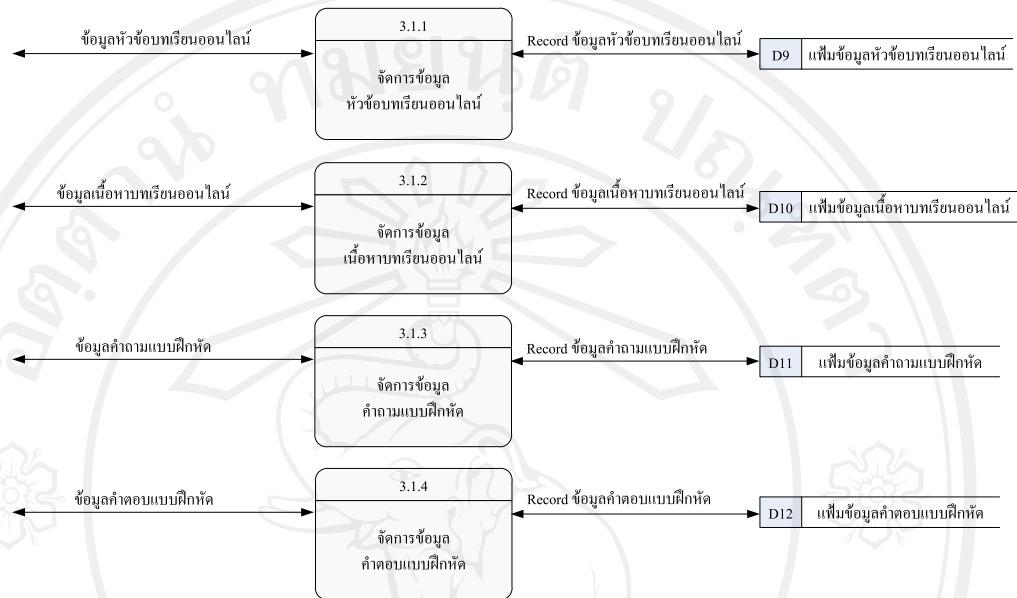 3.1.1
ข้อมูลหัวข้อบทเรียนออนไลน์
Record ข้อมูลหัวข้อบทเรียนออนไลน์
จัดการข้อมูล
หัวข้อบทเรียนออนไลน์
D9 แฟ้มข้อมูลหัวข้อบทเรียนออนไลน์
3.1.2
ข้อมูลเนื้อหาบทเรียนออนไลน์
Record ข้อมูลเนื้อหาบทเรียนออนไลน์
จัดการข้อมูล
เนื้อหาบทเรียนออนไลน์
D10 แฟ้มข้อมูลเนื้อหาบทเรียนออนไลน์
3.1.3
ข้อมูลคำถามแบบฝึกหัด
Record ข้อมูลคำถามแบบฝึกหัด
จัดการข้อมูล
คำถามแบบฝึกหัด
D11 แฟ้มข้อมูลคำถามแบบฝึกหัด
3.1.4
ข้อมูลคำตอบแบบฝึกหัด
Record ข้อมูลคำตอบแบบฝึกหัด
จัดการข้อมูล
คำตอบแบบฝึกหัด
D12 แฟ้มข้อมูลคำตอบแบบฝึกหัด